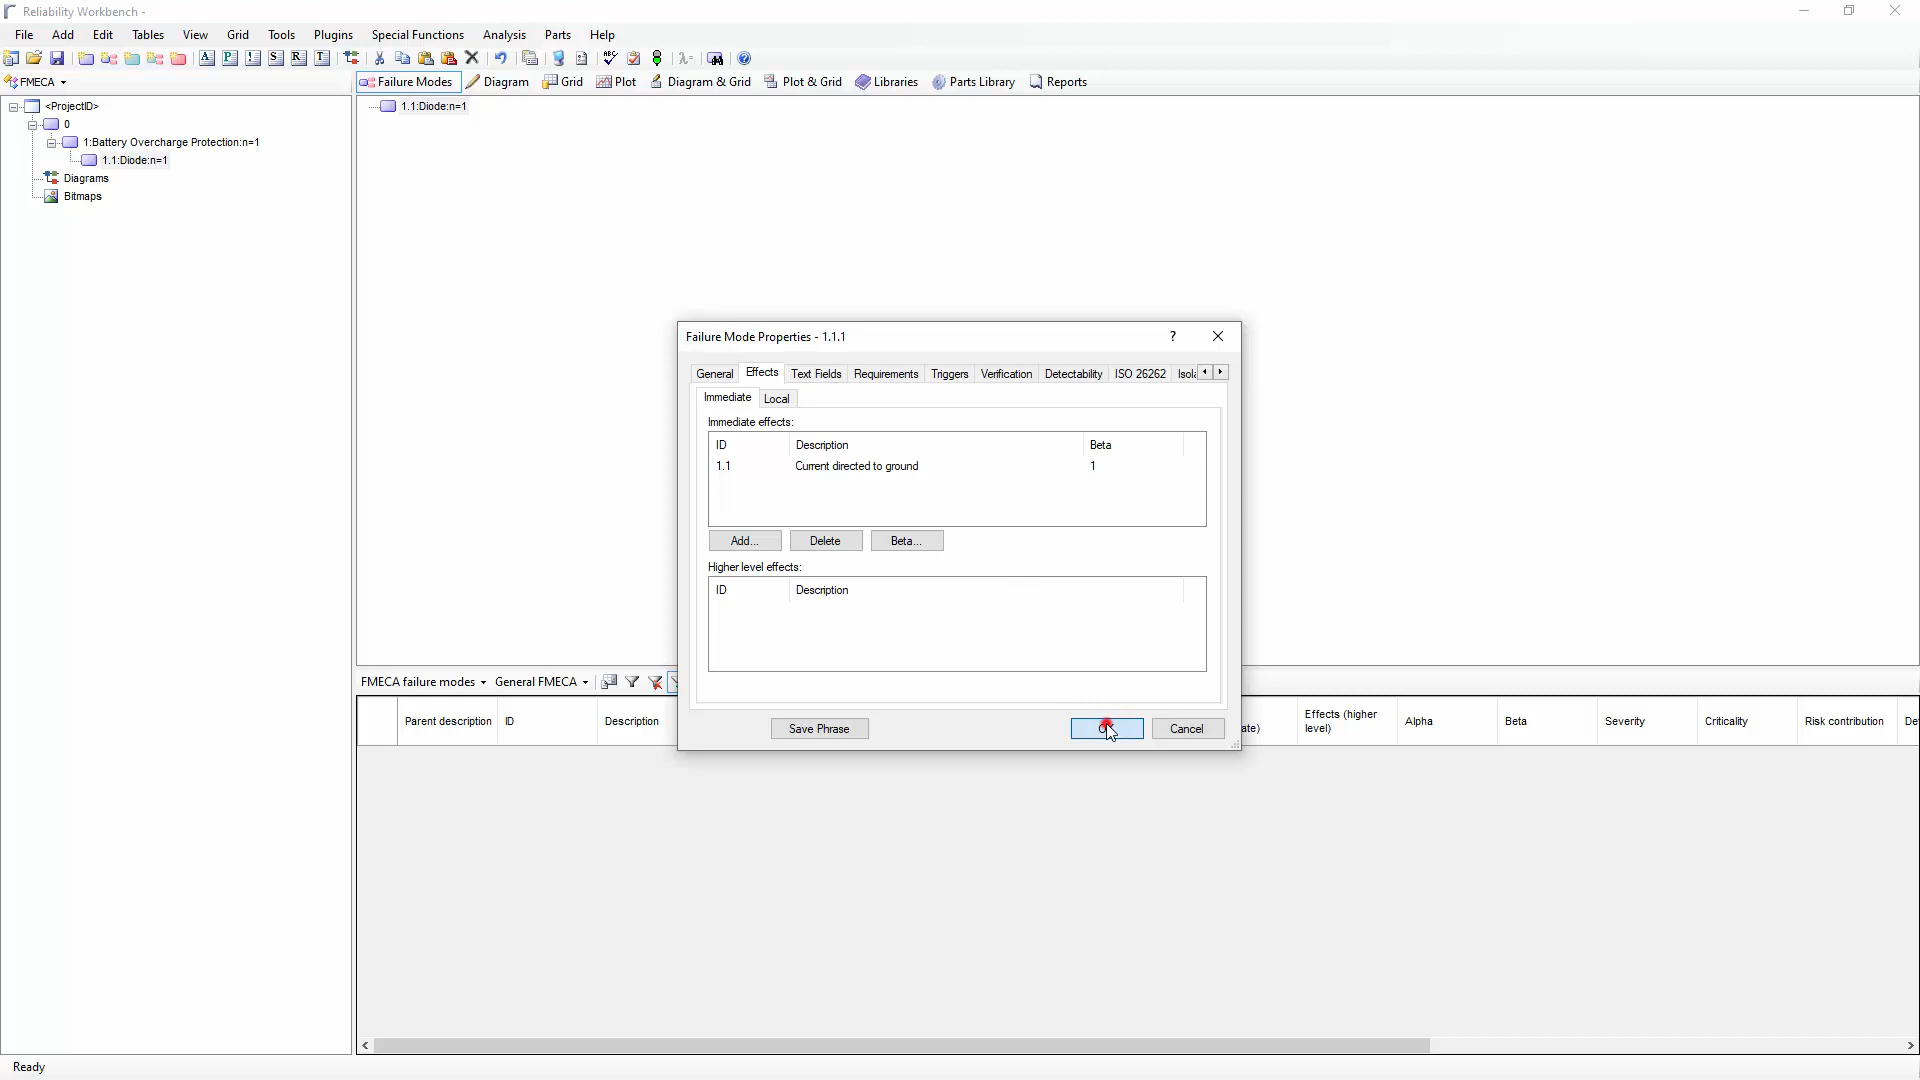 Reliability Workbench -
File Add Edit Tables View Grid Tools Plugins Special Functions Analysis Parts Help
FMECA
Failure Modes Diagram Grid Plot Diagram & Grid Plot & Grid Libraries Parts Library Reports
<ProjectID>
0
1:Battery Overcharge Protection:n=1
1.1:Diode:n=1
Diagrams
Bitmaps
1.1:Diode:n=1
Failure Mode Properties - 1.1.1
General Effects Text Fields Requirements Triggers Verification Detectability ISO 26262
Immediate Local
Immediate effects:
ID Description Beta
1.1 Current directed to ground 1
Add... Delete Beta...
Higher level effects:
ID Description
Save Phrase Cancel
FMECA failure modes General FMECA
Parent description ID Description Effects (higher level) Alpha Beta Severity Criticality Risk contribution
Ready